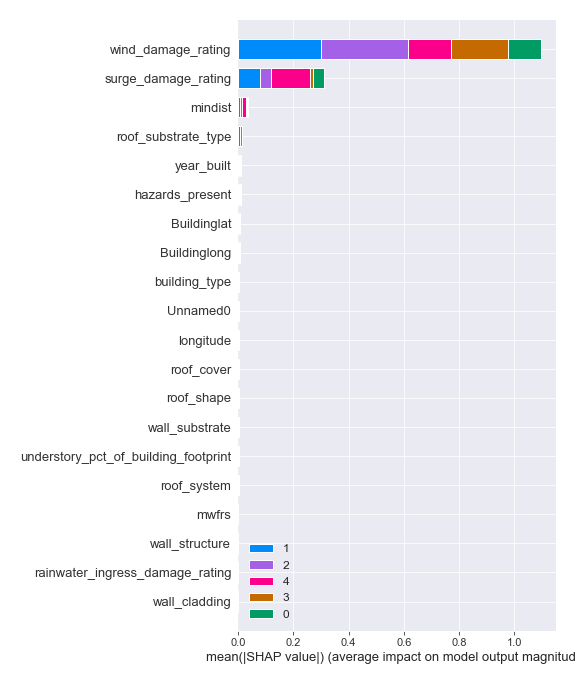 wind_damage_rating
surge_damage_rating
mindist
roof_substrate_type
year_built
hazards_present
Buildinglat
Buildinglong
building_type
Unnamed0
longitude
roof_cover
roof_shape
wall_substrate
understory_pct_of_building_footprint
roof_system
mwfrs
wall_structure
rainwater_ingress_damage_rating
wall_cladding
1
2
4
3
0
0.0 0.2 0.4 0.6 0.8 1.0
mean(|SHAP value|) (average impact on model output magnitud